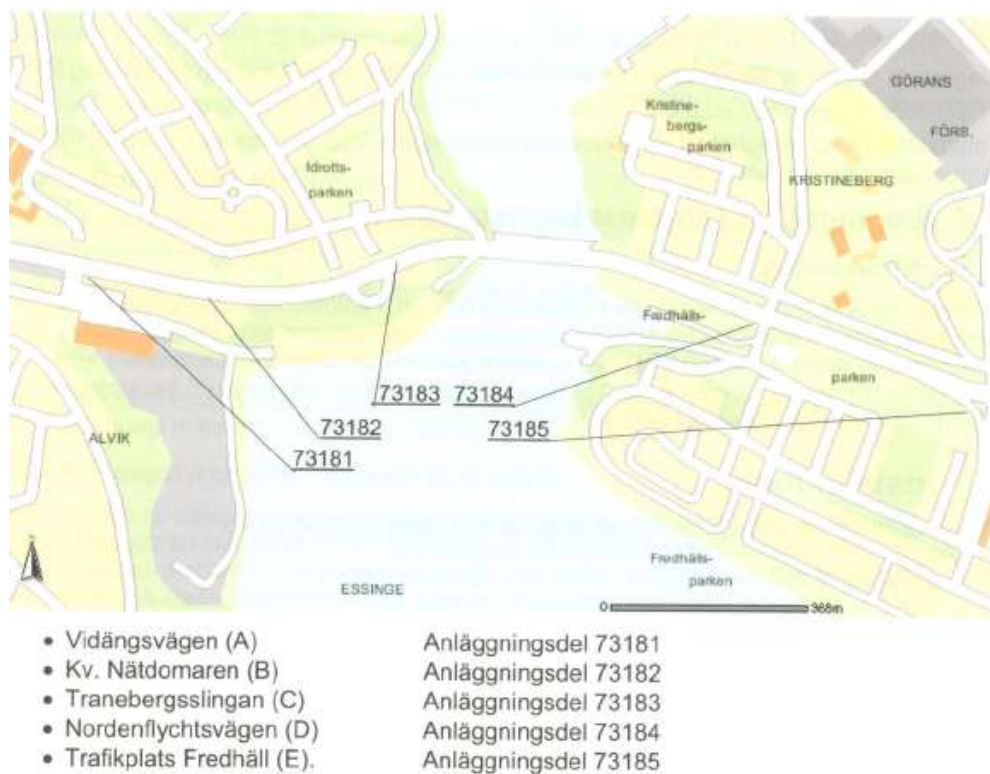 GÖRANS
Kristine-
bergs-
parken
FÖRB.
Idrotts-
parken
KRISTINEBERG
Fredhälls-
parken
73183 73184
73182 73185
ALVIK
73181
Fredhälls-
parken
ESSINGE
0 368m
• Vidängsvägen (A) Anläggningsdel 73181
• Kv. Nätdomaren (B) Anläggningsdel 73182
• Tranebergsslingan (C) Anläggningsdel 73183
• Nordenflychtsvägen (D) Anläggningsdel 73184
• Trafikplats Fredhäll (E). Anläggningsdel 73185